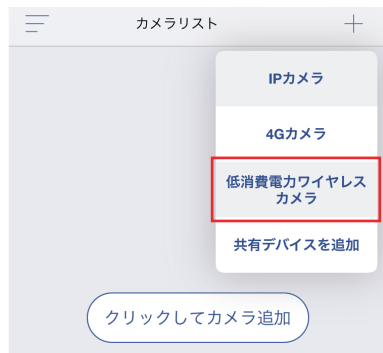 カメラリスト
IPカメラ
4Gカメラ
低消費電力ワイヤレス
カメラ
共有デバイスを追加
クリックしてカメラ追加